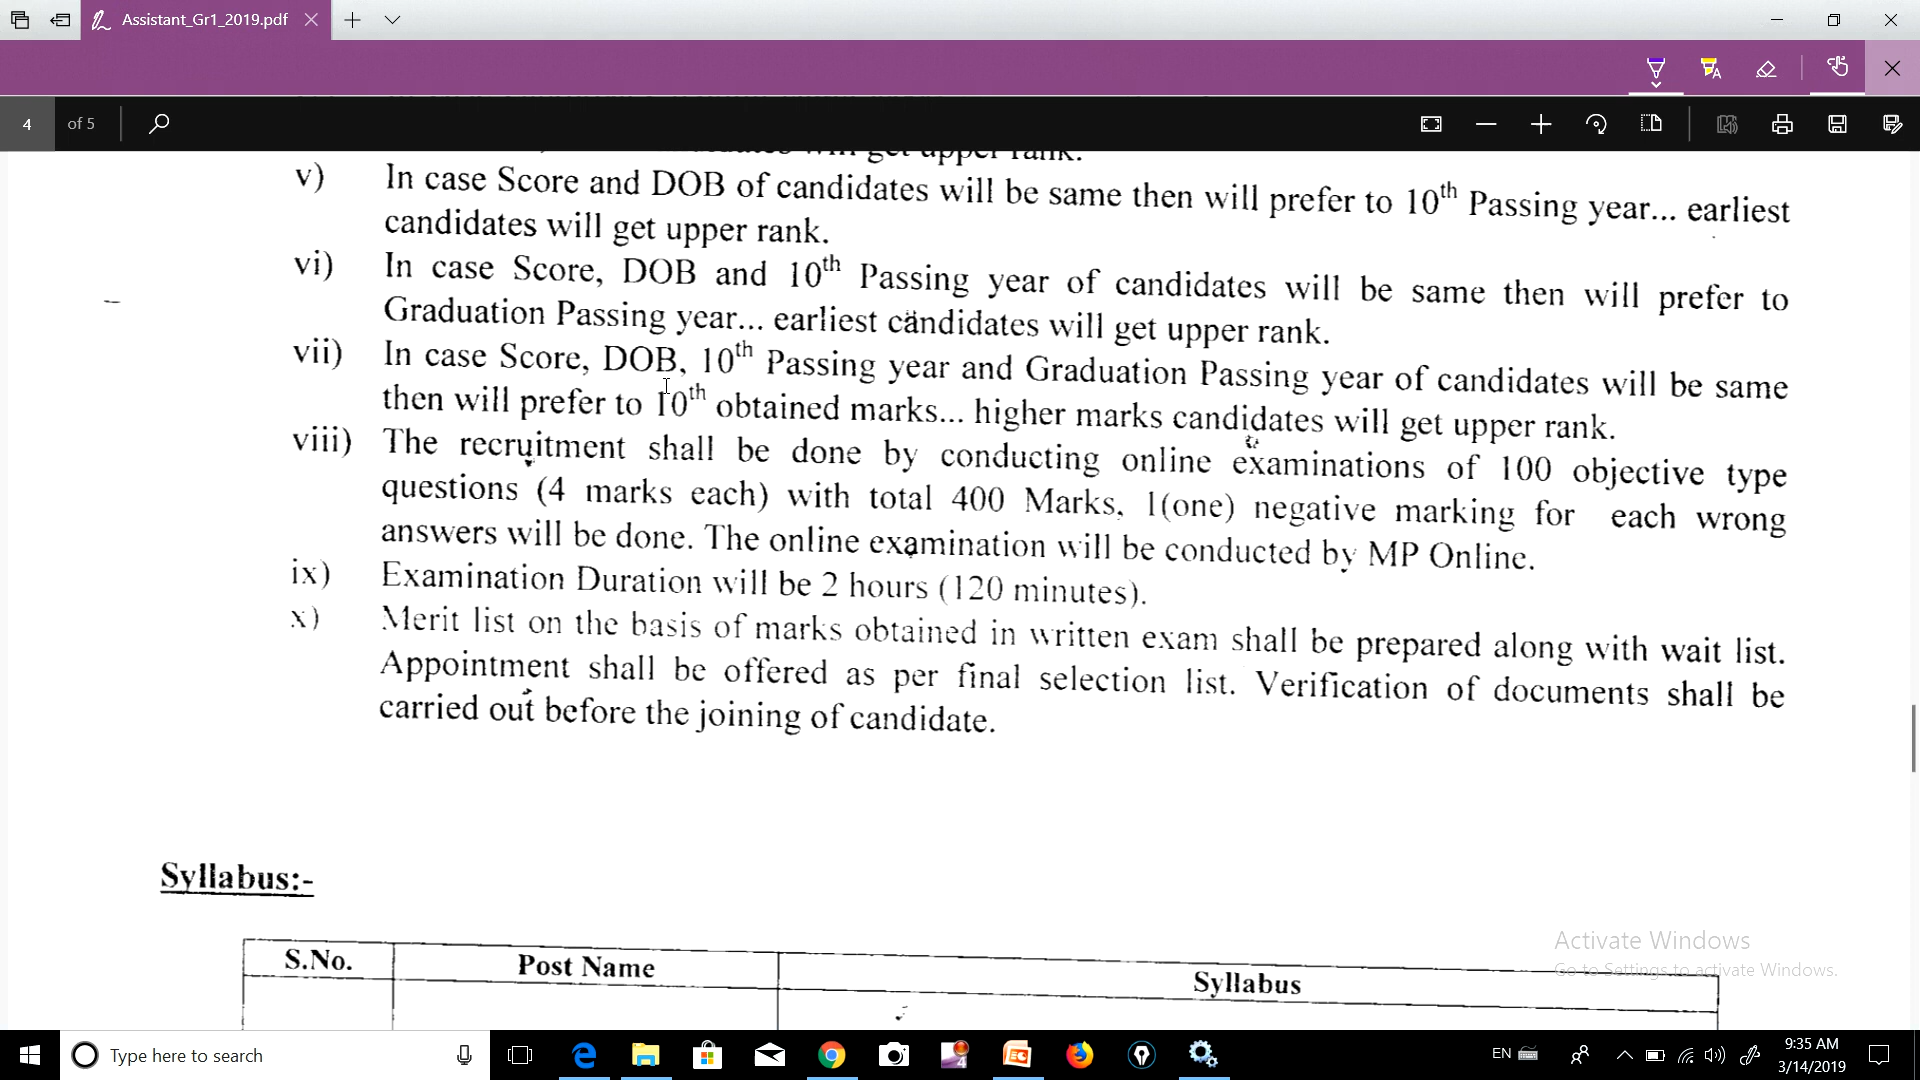 Assistant_Gr1_2019.pdf
4 of 5
will get upper rank.
v) In case Score and DOB of candidates will be same then will prefer to 10th Passing year... earliest
candidates will get upper rank.
vi) In case Score, DOB and 10th Passing year of candidates will be same then will prefer to
Graduation Passing year... earliest candidates will get upper rank.
vii) In case Score, DOB, 10th Passing year and Graduation Passing year of candidates will be same
then will prefer to 10th obtained marks... higher marks candidates will get upper rank.
viii) The recruitment shall be done by conducting online examinations of 100 objective type
questions (4 marks each) with total 400 Marks, 1(one) negative marking for each wrong
answers will be done. The online examination will be conducted by MP Online.
ix) Examination Duration will be 2 hours (120 minutes).
x) Merit list on the basis of marks obtained in written exam shall be prepared along with wait list.
Appointment shall be offered as per final selection list. Verification of documents shall be
carried out before the joining of candidate.
Syllabus:-
S.No. Post Name Syllabus
Activate Windows
Go to Settings to activate Windows.
Type here to search
EN
9:35 AM
3/14/2019